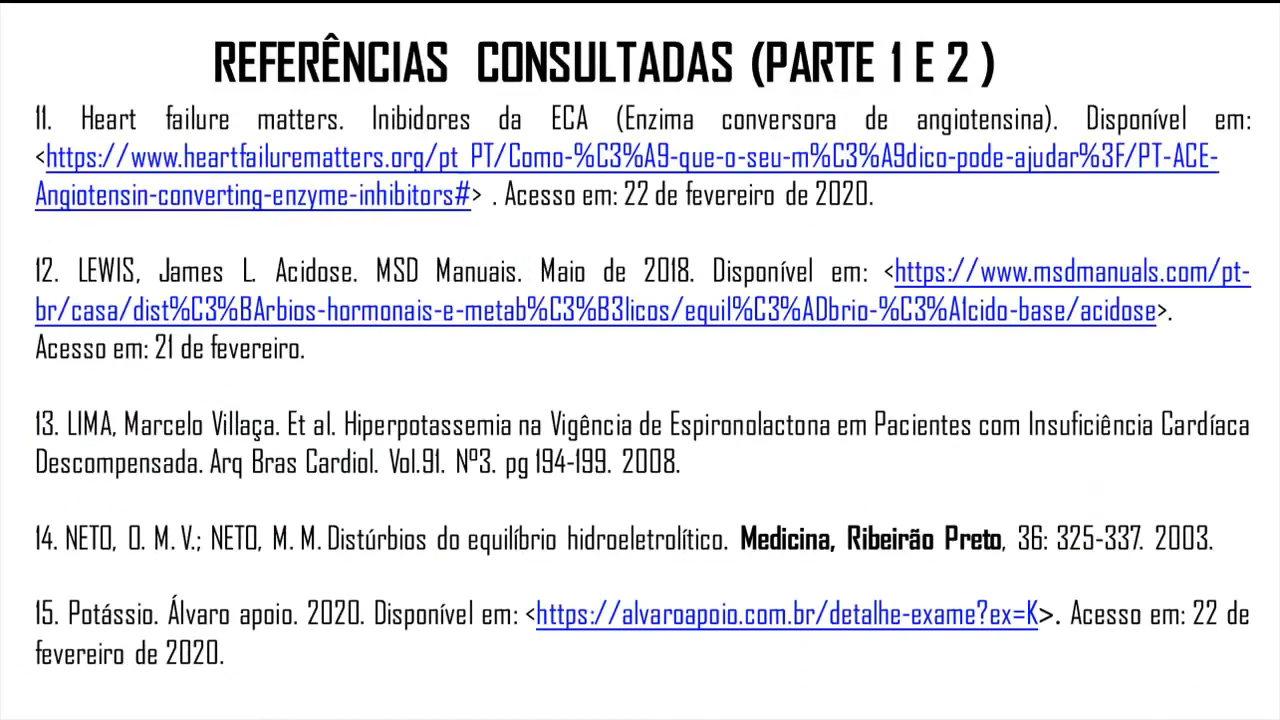 REFERÊNCIAS CONSULTADAS (PARTE 1 E 2 )
11. Heart failure matters. Inibidores da ECA (Enzima conversora de angiotensina). Disponível em:
<https://www.heartfailurematters.org/pt_PT/Como-%C3%A9-que-o-seu-m%C3%A9dico-pode-ajudar%3F/PT-ACE-
Angiotensin-converting-enzyme-inhibitors#> . Acesso em: 22 de fevereiro de 2020.
12. LEWIS, James L. Acidose. MSD Manuais. Maio de 2018. Disponível em: <https://www.msdmanuals.com/pt-
br/casa/dist%C3%BArbios-hormonais-e-metab%C3%B3licos/equil%C3%ADbrio-%C3%A1cido-base/acidose>.
Acesso em: 21 de fevereiro.
13. LIMA, Marcelo Villaça. Et al. Hiperpotassemia na Vigência de Espironolactona em Pacientes com Insuficiência Cardíaca
Descompensada. Arq Bras Cardiol. Vol.91. Nº3. pg 194-199. 2008.
14. NETO, O. M. V.; NETO, M. M. Distúrbios do equilíbrio hidroeletrolítico. Medicina, Ribeirão Preto, 36: 325-337. 2003.
15. Potássio. Álvaro apoio. 2020. Disponível em: <https://alvaroapoio.com.br/detalhe-exame?ex=K>. Acesso em: 22 de
fevereiro de 2020.